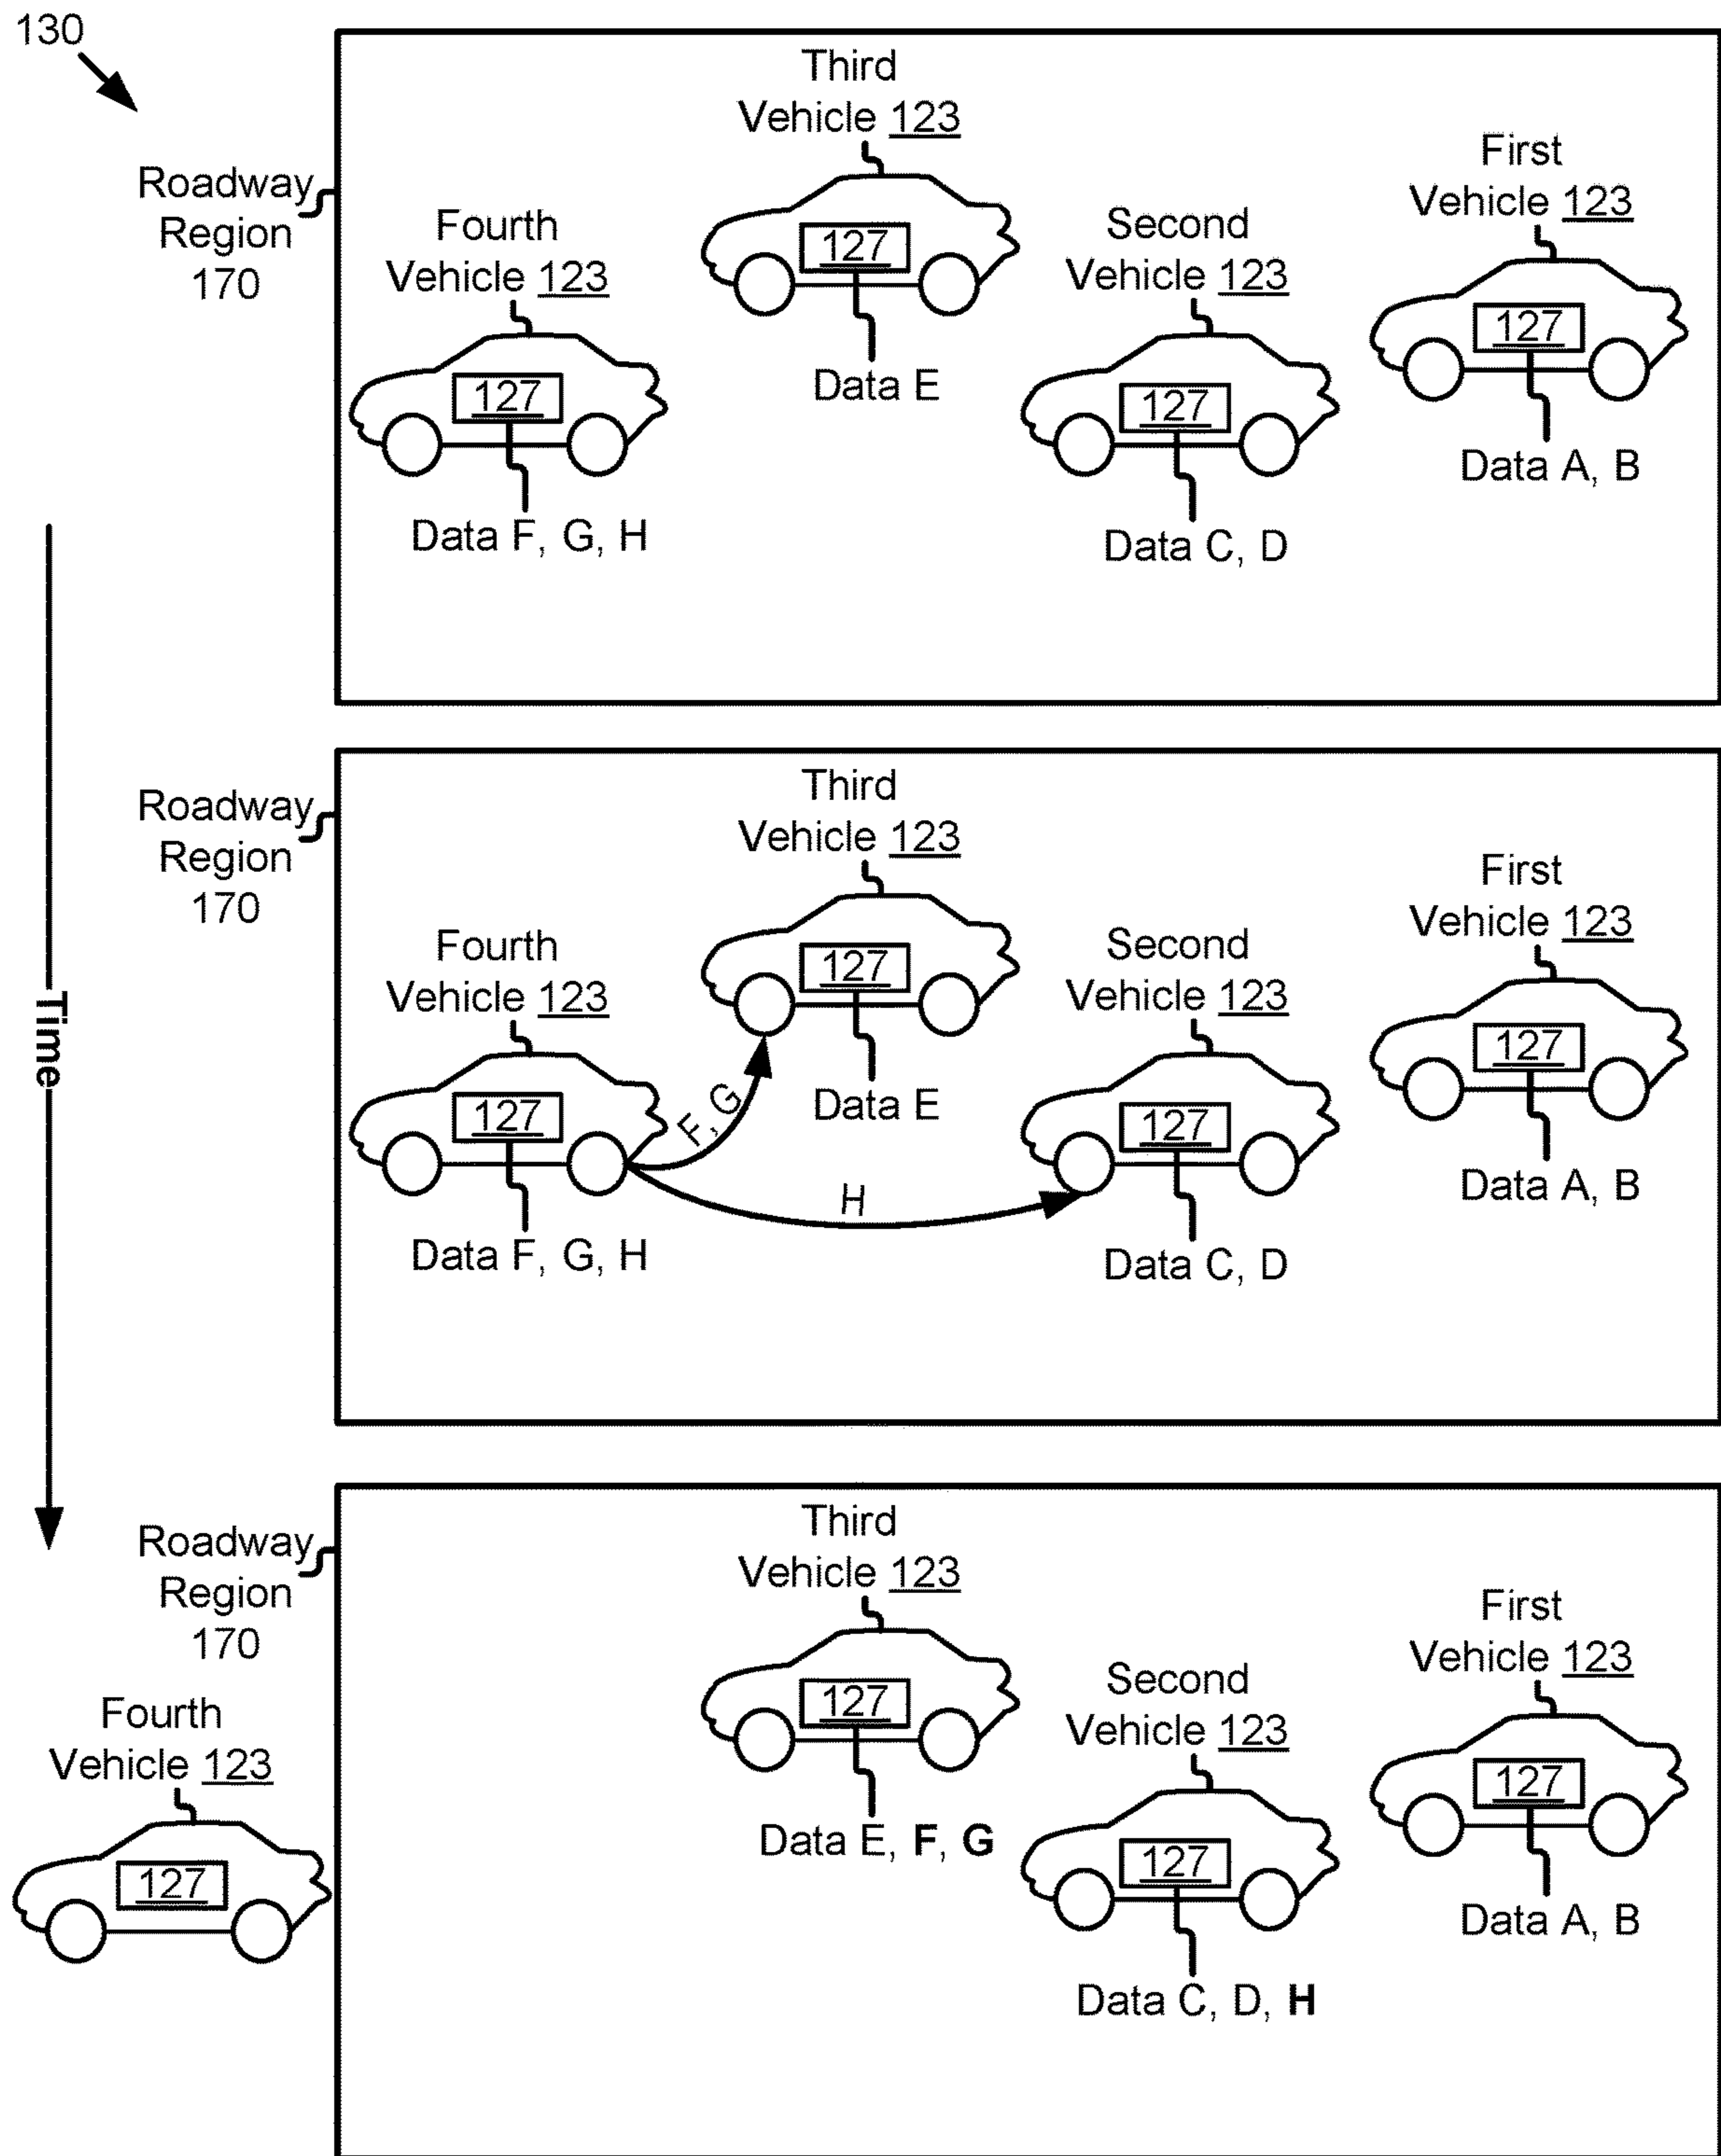 130
Roadway
Region
170
Third
Vehicle 123
127
Data E
First
Vehicle 123
127
Data A, B
Fourth
Vehicle 123
127
Data F, G, H
Second
Vehicle 123
127
Data C, D
Time
Roadway
Region
170
Third
Vehicle 123
127
Data E
First
Vehicle 123
127
Data A, B
Fourth
Vehicle 123
127
Data F, G, H
F, G
H
Second
Vehicle 123
127
Data C, D
Roadway
Region
170
Third
Vehicle 123
127
Data E, F, G
First
Vehicle 123
127
Data A, B
Second
Vehicle 123
127
Data C, D, H
Fourth
Vehicle 123
127